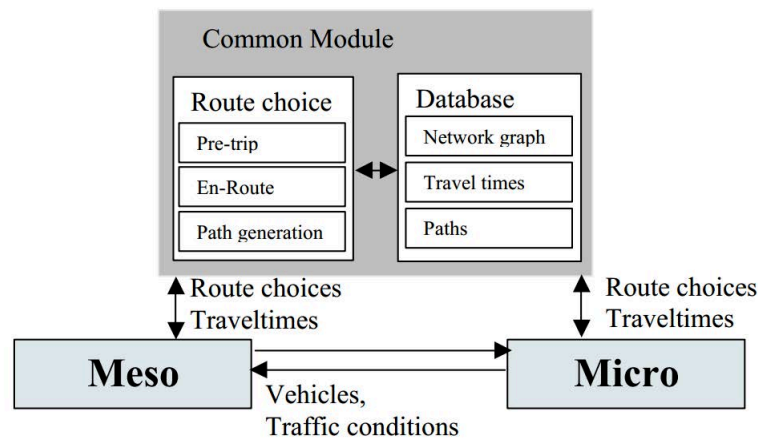 Common Module
Route choice
Pre-trip
En-Route
Path generation
Database
Network graph
Travel times
Paths
Route choices
Traveltimes
Route choices
Traveltimes
Meso
Micro
Vehicles,
Traffic conditions